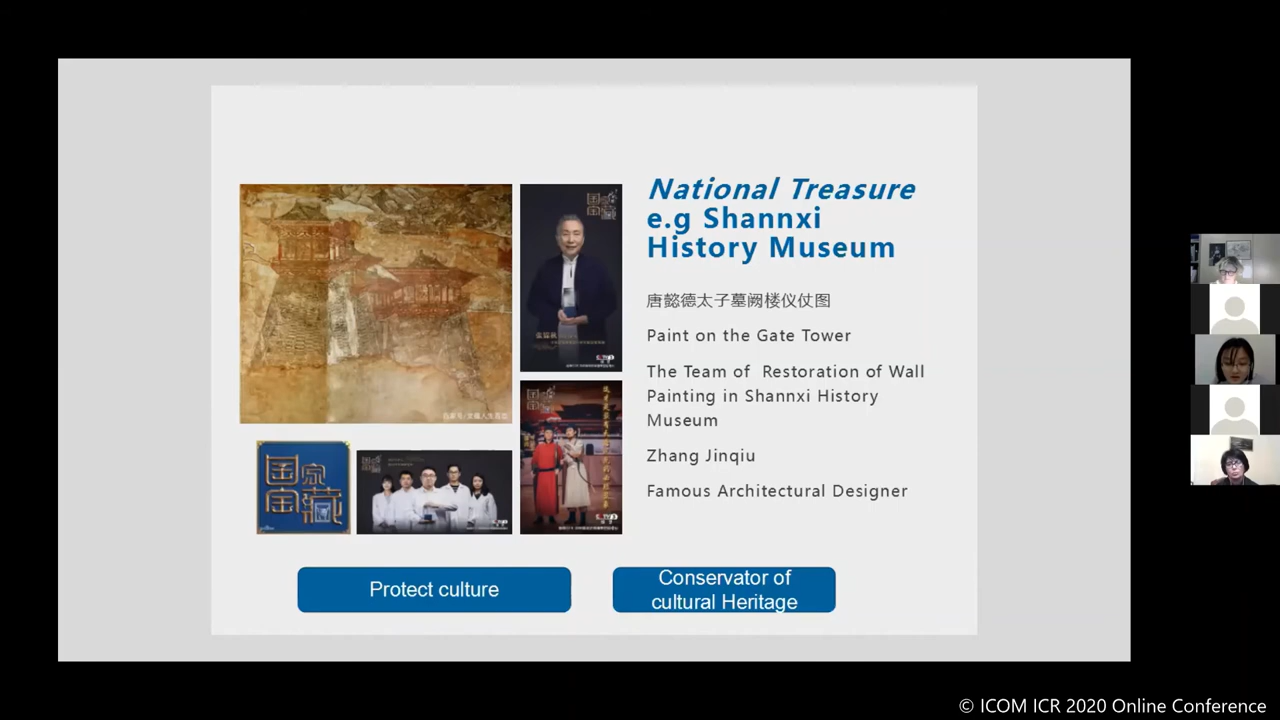 National Treasure
e.g Shannxi
History Museum
唐懿德太子墓阙楼仪仗图
Paint on the Gate Tower
The Team of  Restoration of Wall
Painting in Shannxi History
Museum
Zhang Jinqiu
Famous Architectural Designer
国家
宝藏
Protect culture
Conservator of
cultural Heritage
© ICOM ICR 2020 Online Conference